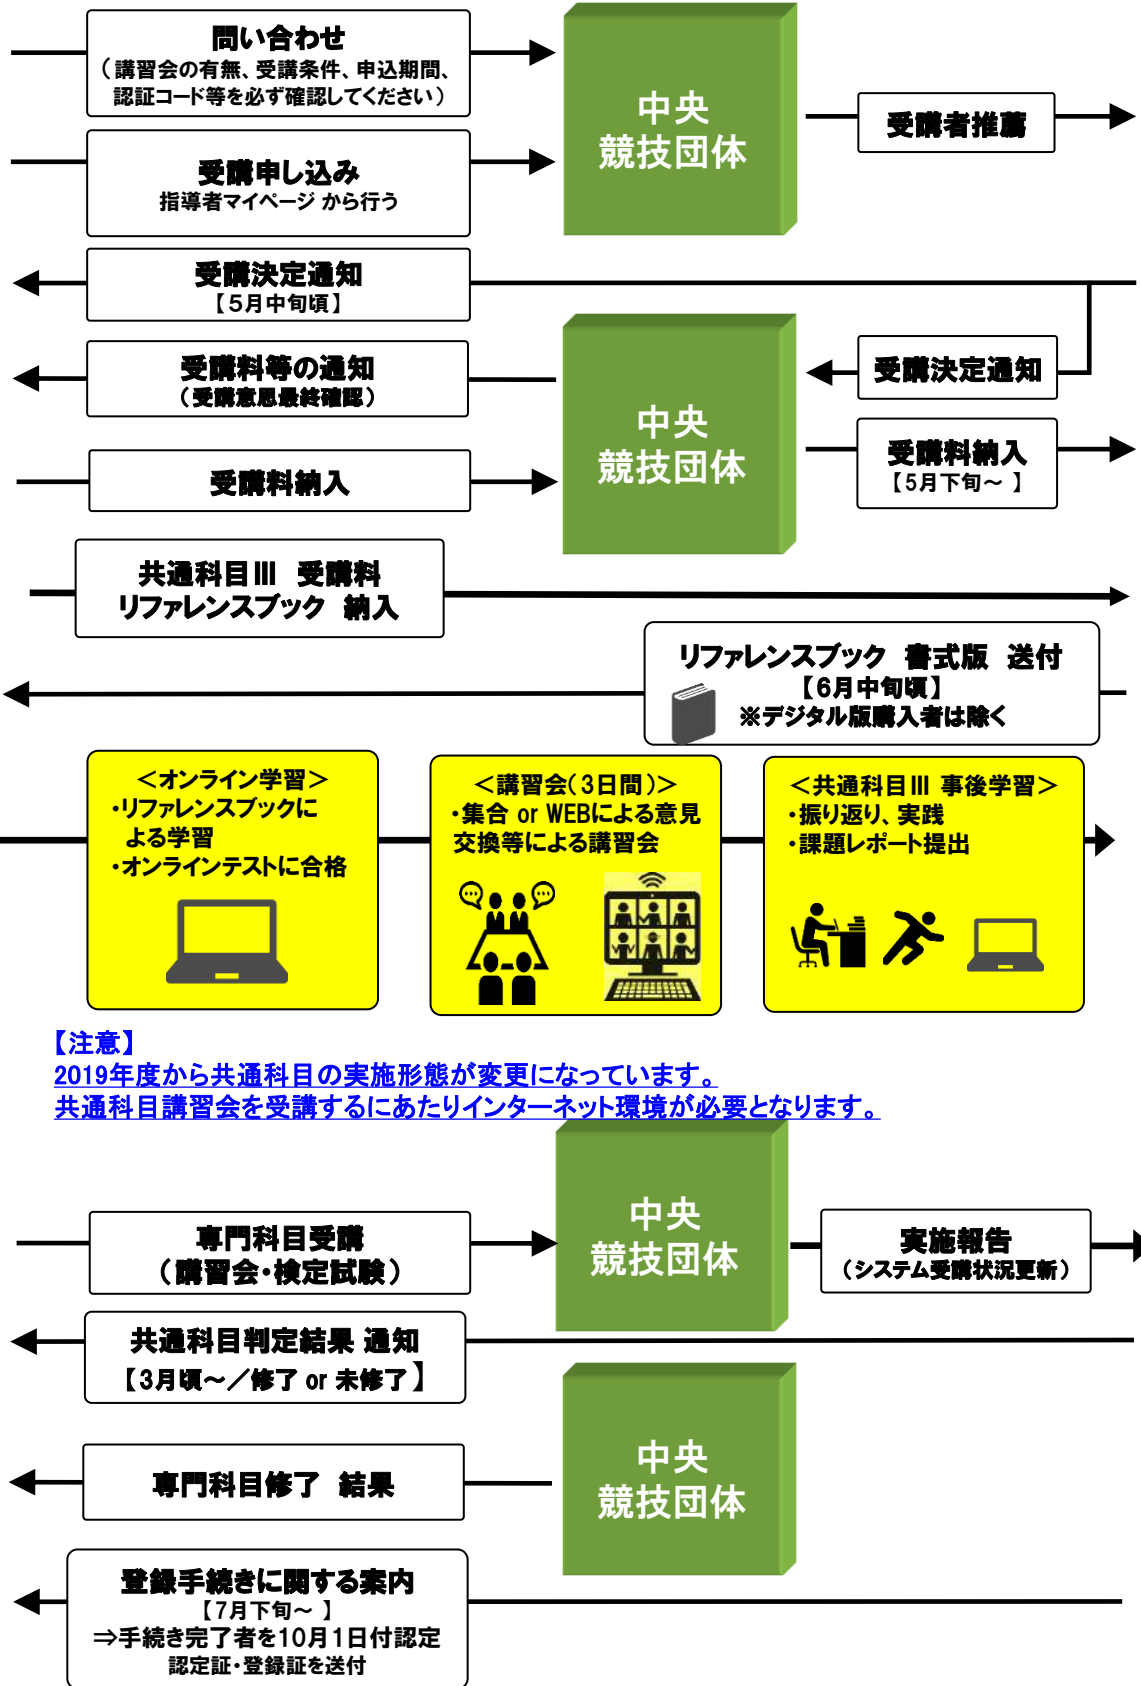 問い合わせ
（講習会の有無、受講条件、申込期間、
認証コード等を必ず確認してください）
中央
競技団体
受講者推薦
受講申し込み
指導者マイページ から行う
受講決定通知
【5月中旬頃】
受講料等の通知
（受講意思最終確認）
中央
競技団体
受講決定通知
受講料納入
受講料納入
【5月下旬～ 】
共通科目Ⅲ 受講料
リファレンスブック 納入
リファレンスブック 書式版 送付
【6月中旬頃】
※デジタル版購入者は除く
＜オンライン学習＞
・リファレンスブックに
よる学習
・オンラインテストに合格
＜講習会（3日間）＞
・集合 or WEBによる意見
交換等による講習会
＜共通科目Ⅲ 事後学習＞
・振り返り、実践
・課題レポート提出
【注意】
2019年度から共通科目の実施形態が変更になっています。
共通科目講習会を受講するにあたりインターネット環境が必要となります。
専門科目受講
（講習会・検定試験）
中央
競技団体
実施報告
（システム受講状況更新）
共通科目判定結果 通知
【3月頃～／修了 or 未修了】
専門科目修了 結果
中央
競技団体
登録手続きに関する案内
【7月下旬～ 】
⇒手続き完了者を10月1日付認定
認定証・登録証を送付